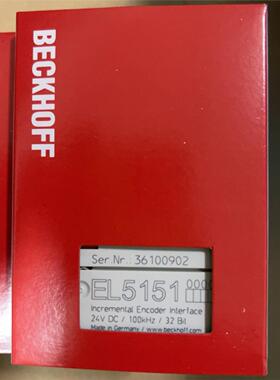 BECKHOFF
Ser.Nr.: 36100902
EL5151
Incremental Encoder Interface
24V DC / 100kHz / 32 Bit
Made in Germany / www.beckhoff.com